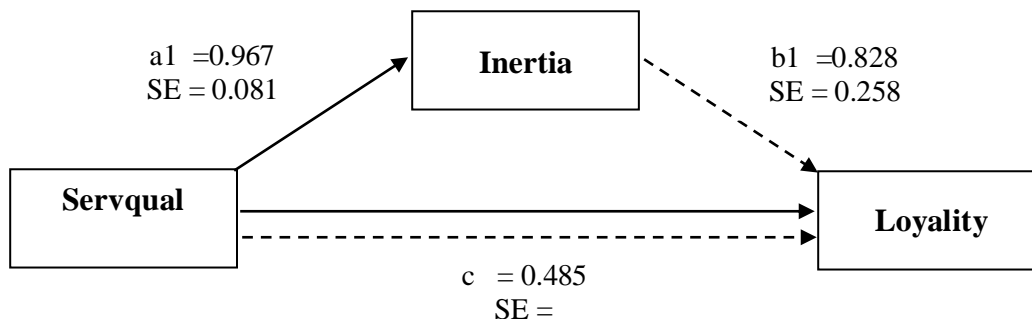 a1 =0.967
SE = 0.081
Inertia
b1 =0.828
SE = 0.258
Servqual
Loyality
c = 0.485
SE =